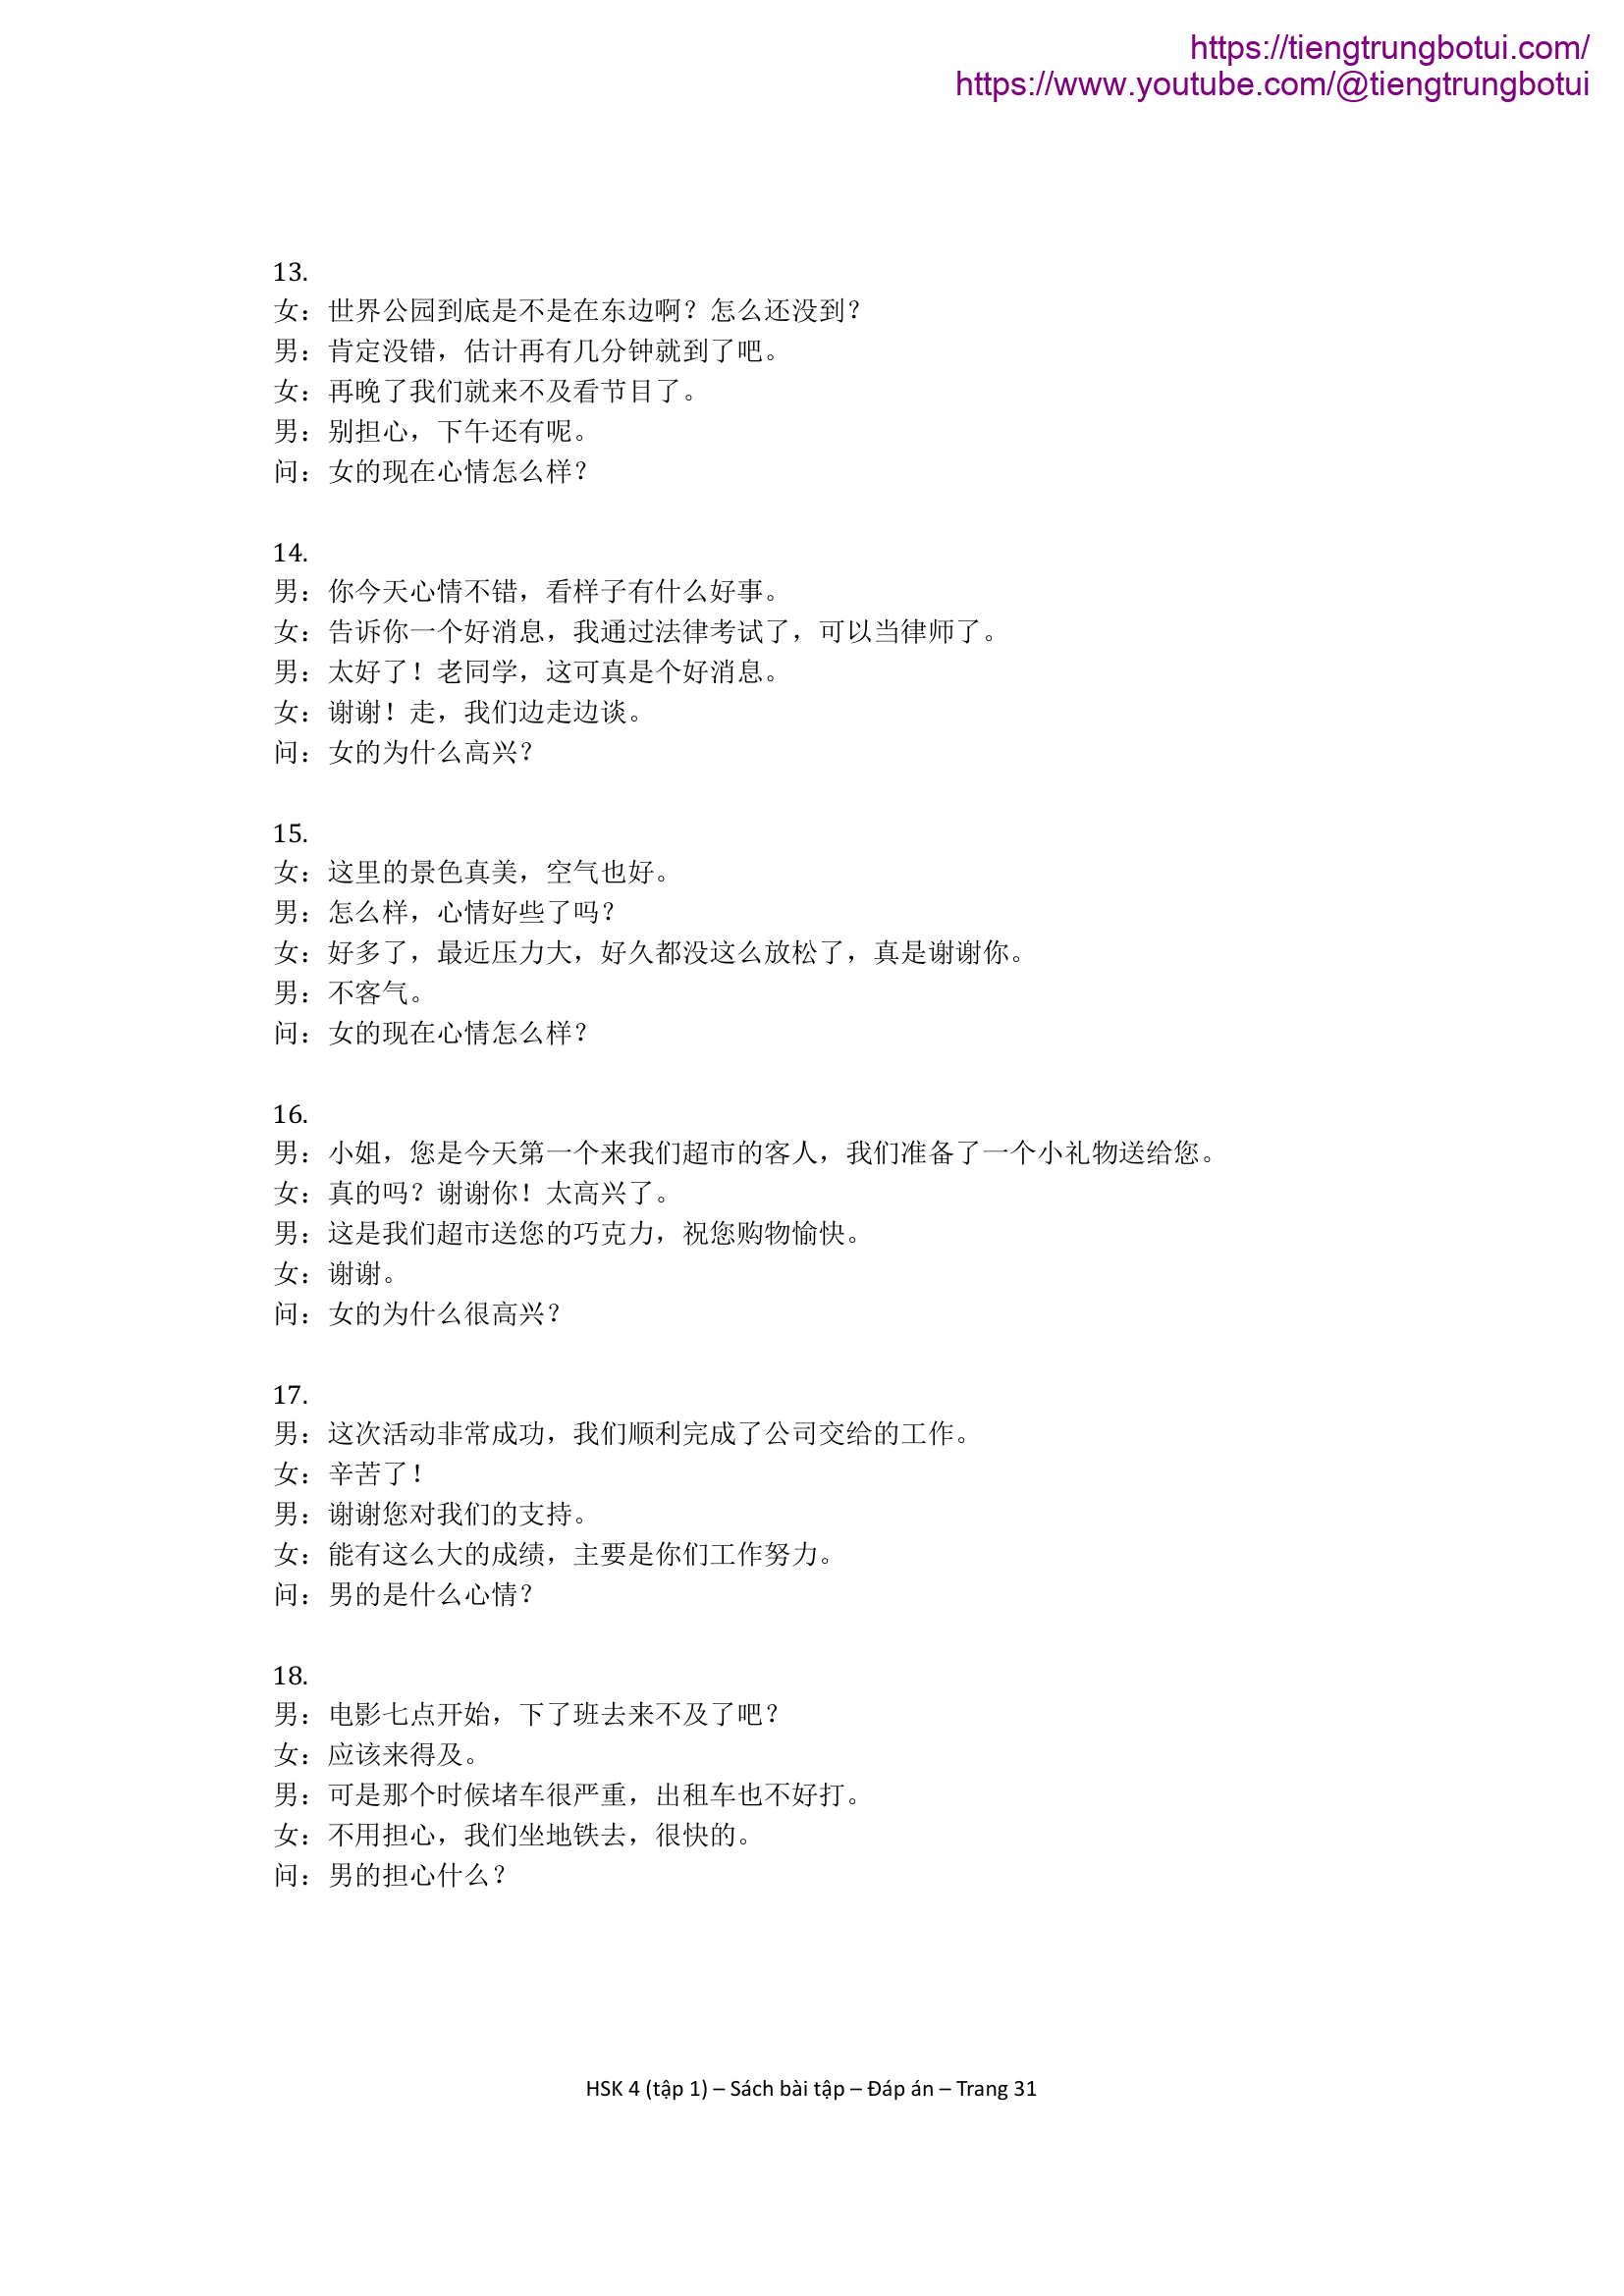 https://tiengtrungbotui.com/
https://www.youtube.com/@tiengtrungbotui
13.
女：世界公园到底是不是在东边啊？怎么还没到？
男：肯定没错，估计再有几分钟就到了吧。
女：再晚了我们就来不及看节目了。
男：别担心，下午还有呢。
问：女的现在心情怎么样？
14.
男：你今天心情不错，看样子有什么好事。
女：告诉你一个好消息，我通过法律考试了，可以当律师了。
男：太好了！老同学，这可真是个好消息。
女：谢谢！走，我们边走边谈。
问：女的为什么高兴？
15.
女：这里的景色真美，空气也好。
男：怎么样，心情好些了吗？
女：好多了，最近压力大，好久都没这么放松了，真是谢谢你。
男：不客气。
问：女的现在心情怎么样？
16.
男：小姐，您是今天第一个来我们超市的客人，我们准备了一个小礼物送给您。
女：真的吗？谢谢你！太高兴了。
男：这是我们超市送您的巧克力，祝您购物愉快。
女：谢谢。
问：女的为什么很高兴？
17.
男：这次活动非常成功，我们顺利完成了公司交给的工作。
女：辛苦了！
男：谢谢您对我们的支持。
女：能有这么大的成绩，主要是你们工作努力。
问：男的是什么心情？
18.
男：电影七点开始，下了班去来不及了吧？
女：应该来得及。
男：可是那个时候堵车很严重，出租车也不好打。
女：不用担心，我们坐地铁去，很快的。
问：男的担心什么？
HSK 4 (tập 1) – Sách bài tập – Đáp án – Trang 31